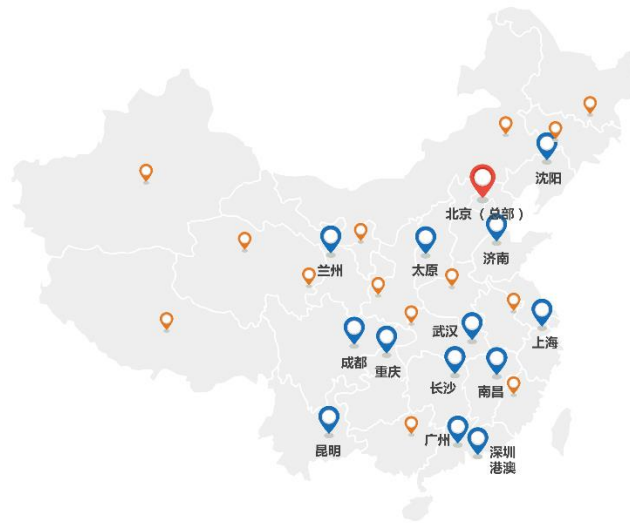 沈阳
北京（总部）
济南
兰州
太原
武汉
上海
成都
重庆
长沙
南昌
昆明
广州
深圳
港澳